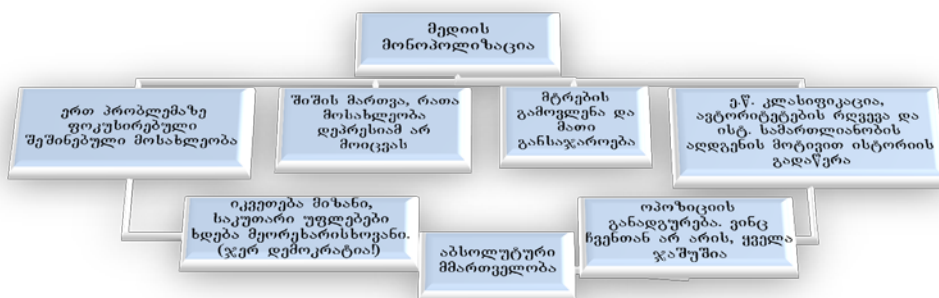 მედიის
მონოპოლიზაცია
ერთ პრობლემაზე
ფოკუსირებული
შეშინებული მოსახლეობა
შიშის მართვა, რათა
მოსახლეობა
დეპრესიამ არ
მოიცვას
მტრების
გამოვლენა და
მათი
განსაჯაროება
ე.წ. კლასიფიკაცია,
ავტორიტეტების რღვევა და
ისტ. სამართლიანობის
აღდგენის მოტივით ისტორიის
გადაწერა
იკვეთება მიზანი,
საკუთარი უფლებები
ხდება მეორეხარისხოვანი.
(ჯერ დემოკრატია!)
აბსოლუტური
მმართველობა
ოპოზიციის
განადგურება. ვინც
ჩვენთან არ არის, ყველა
ჯაშუშია